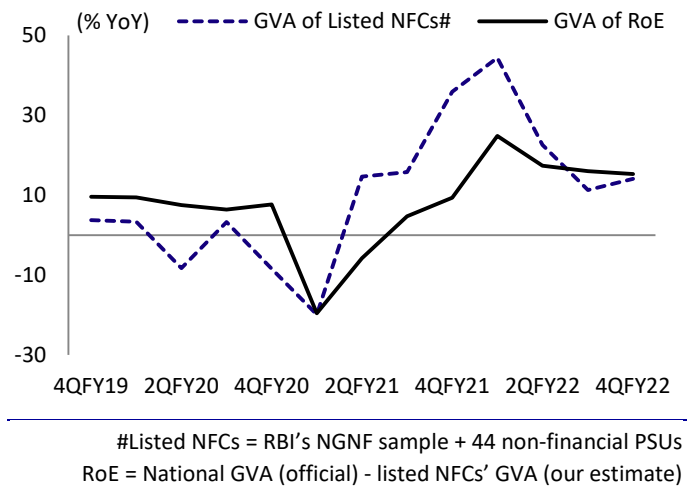 50
(% YoY)
GVA of Listed NFCs#
GVA of RoE
30
10
-10
-30
4QFY19 2QFY20 4QFY20 2QFY21 4QFY21 2QFY22 4QFY22
#Listed NFCs = RBI's NGNF sample + 44 non-financial PSUs
RoE = National GVA (official) - listed NFCs' GVA (our estimate)